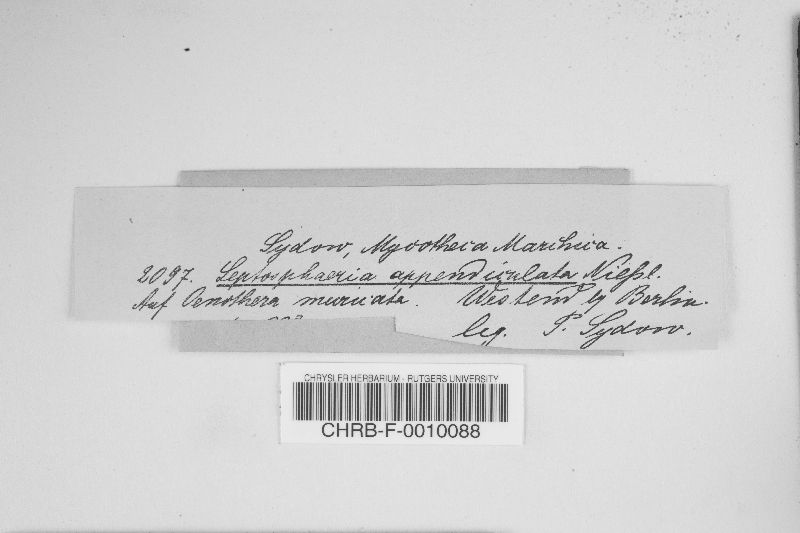 Sydow, Mycotheca Marchica.
2097. Leptosphaeria appendiculata Niessl.
Auf Oenothera muricata. Westend by Berlin.
leg. P. Sydow.
CHRYSLER HERBARIUM - RUTGERS UNIVERSITY
CHRB-F-0010088